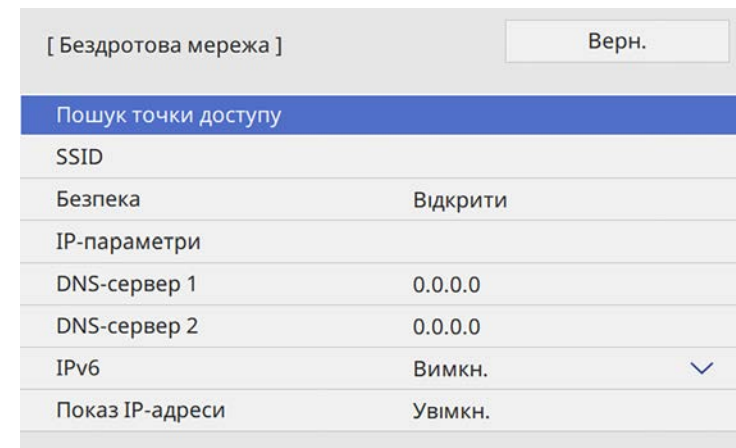 [ Бездротова мережа ] Верн.
Пошук точки доступу
SSID
Безпека Відкрити
IP-параметри
DNS-сервер 1 0.0.0.0
DNS-сервер 2 0.0.0.0
IPv6 Вимкн.
Показ IP-адреси Увімкн.